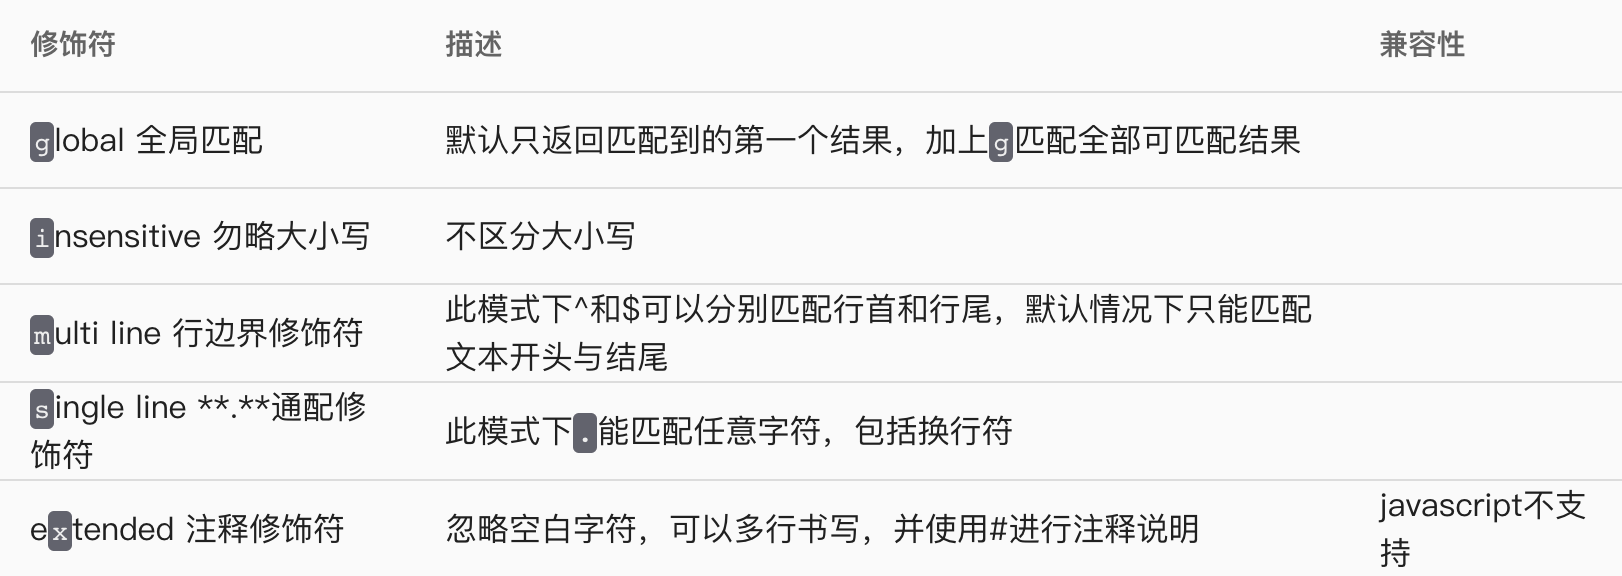 修饰符 描述 兼容性
global 全局匹配 默认只返回匹配到的第一个结果，加上g匹配全部可匹配结果
insensitive 勿略大小写 不区分大小写
multi line 行边界修饰符 此模式下^和$可以分别匹配行首和行尾，默认情况下只能匹配
文本开头与结尾
single line **.**通配修
饰符
此模式下.能匹配任意字符，包括换行符
extended 注释修饰符 忽略空白字符，可以多行书写，并使用#进行注释说明
javascript不支
持